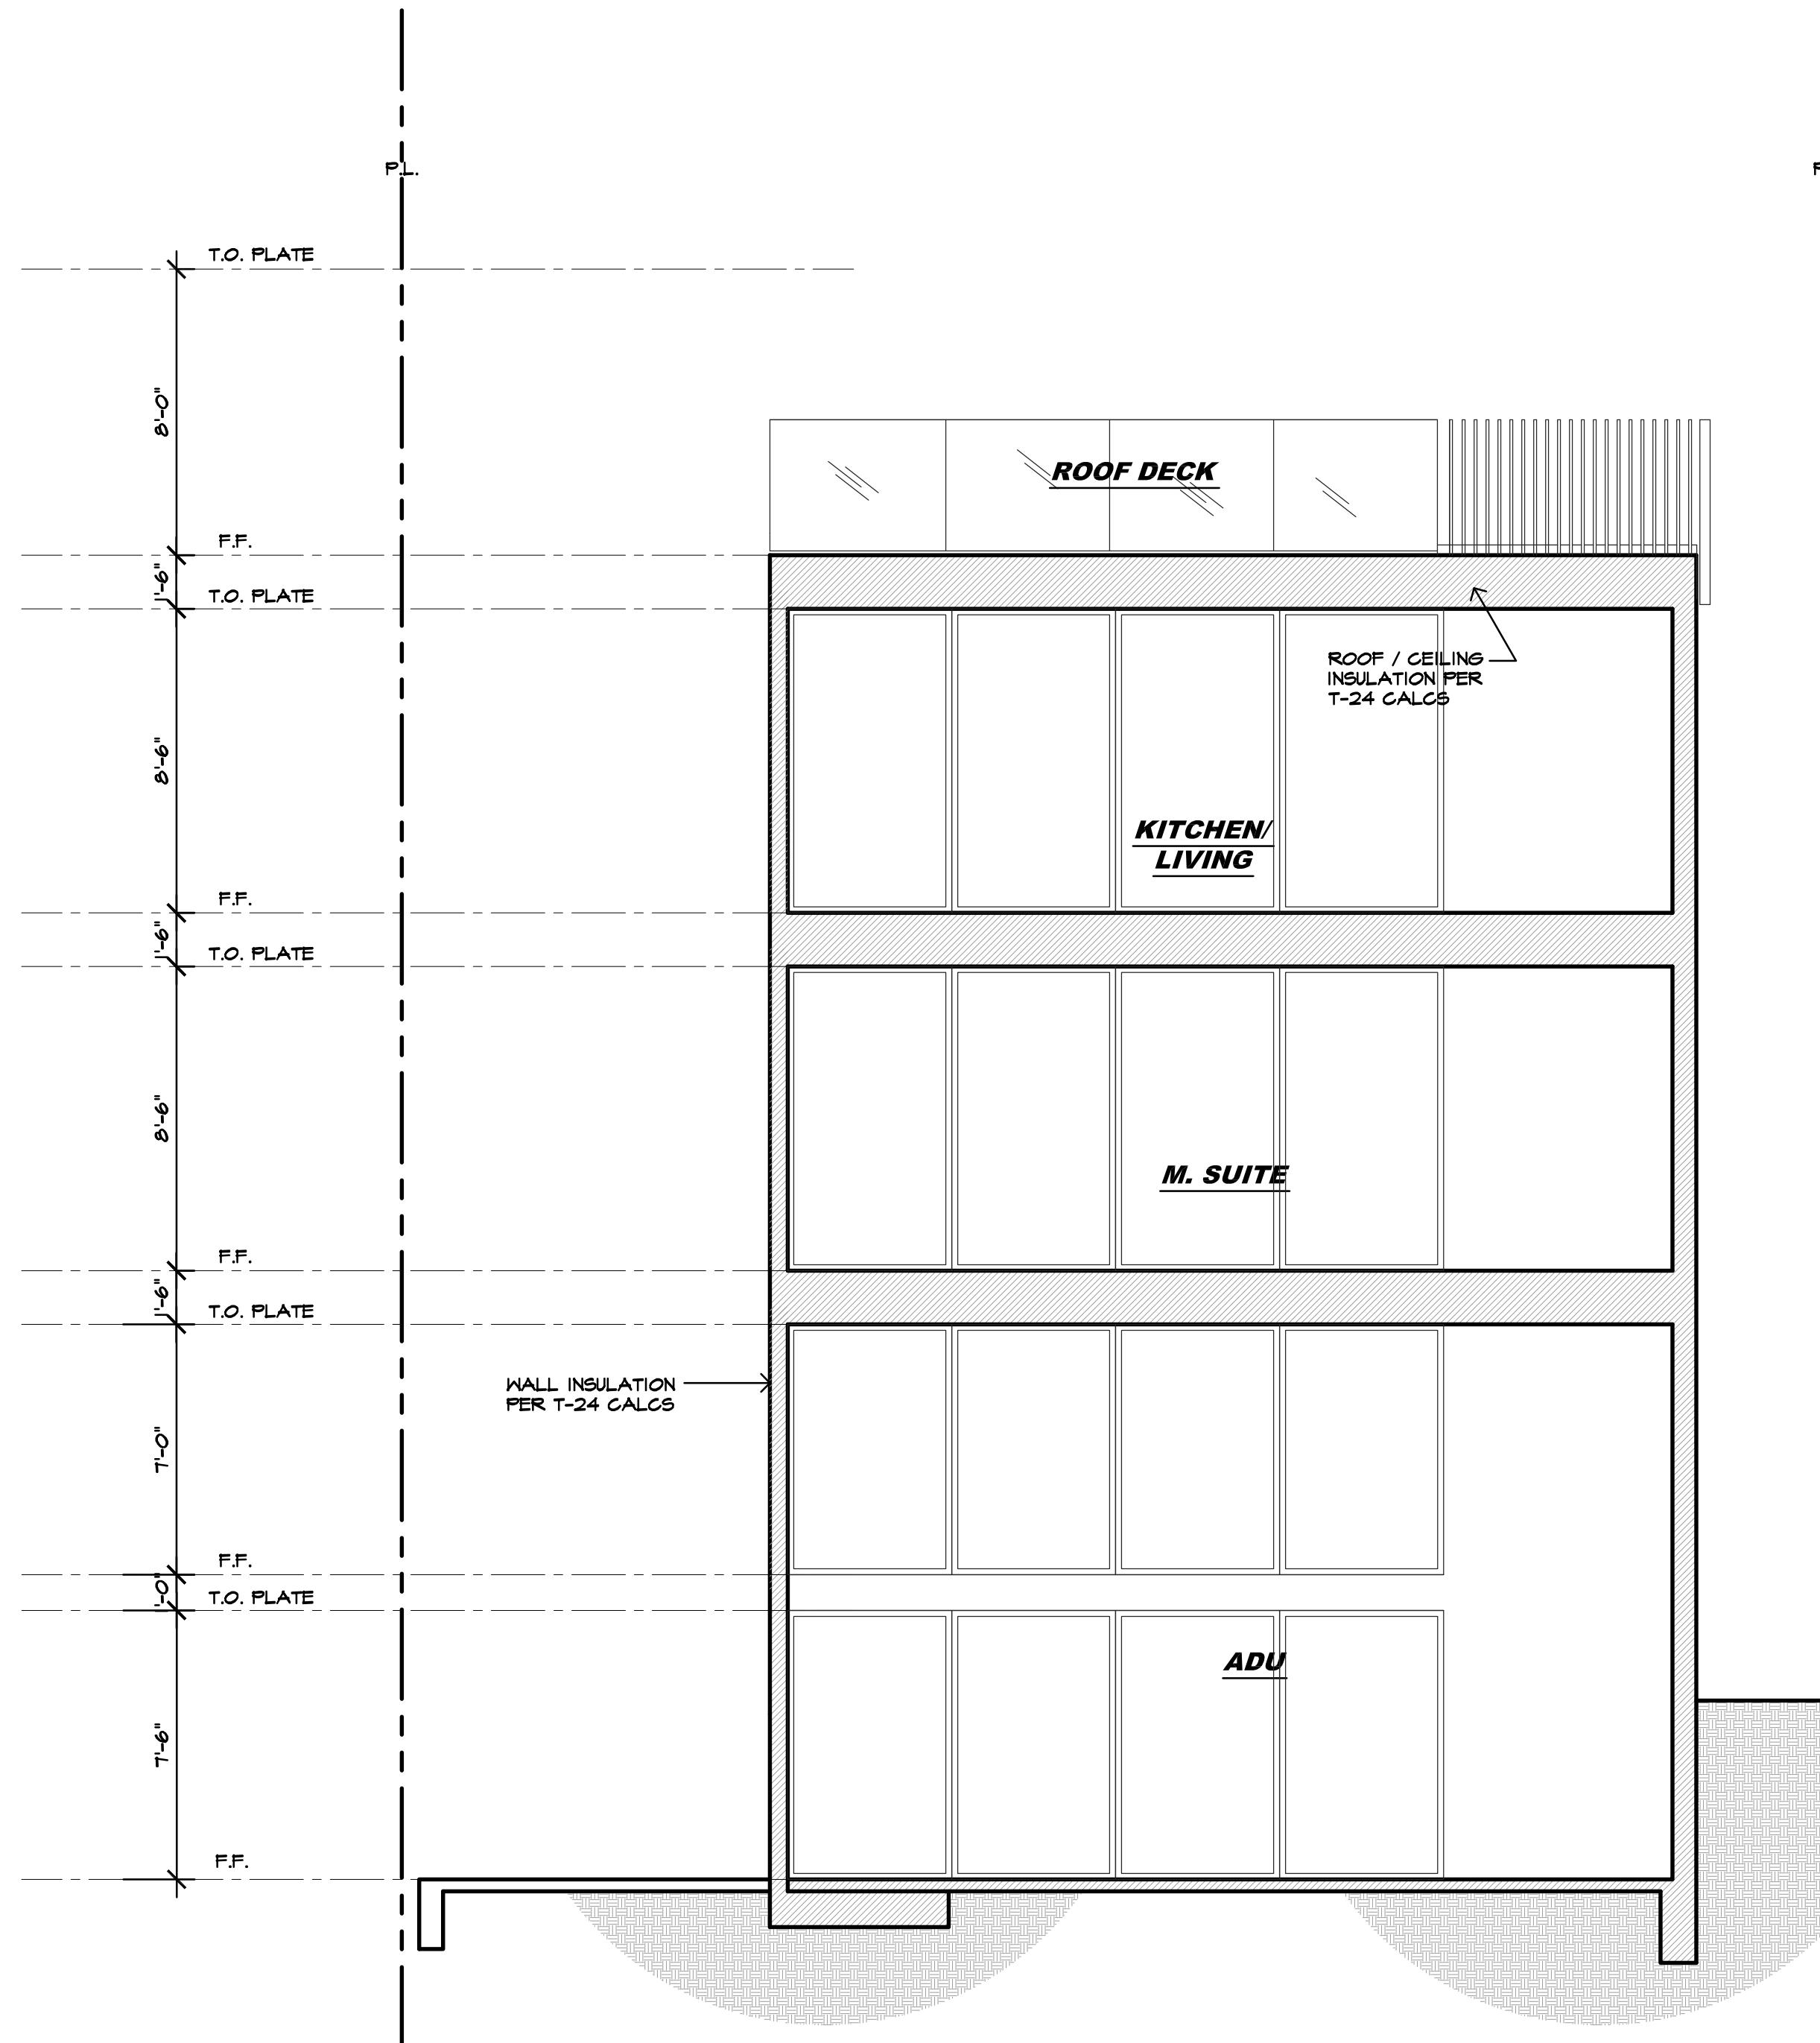 P.L.
T.O. PLATE
8'-0"
ROOF DECK
F.F.
1'-6"
T.O. PLATE
ROOF / CEILING
INSULATION PER
T-24 CALCS
8'-6"
KITCHEN/
LIVING
F.F.
1'-6"
T.O. PLATE
8'-6"
M. SUITE
F.F.
1'-6"
T.O. PLATE
WALL INSULATION
PER T-24 CALCS
7'-0"
F.F.
1'-0"
T.O. PLATE
ADU
7'-6"
F.F.